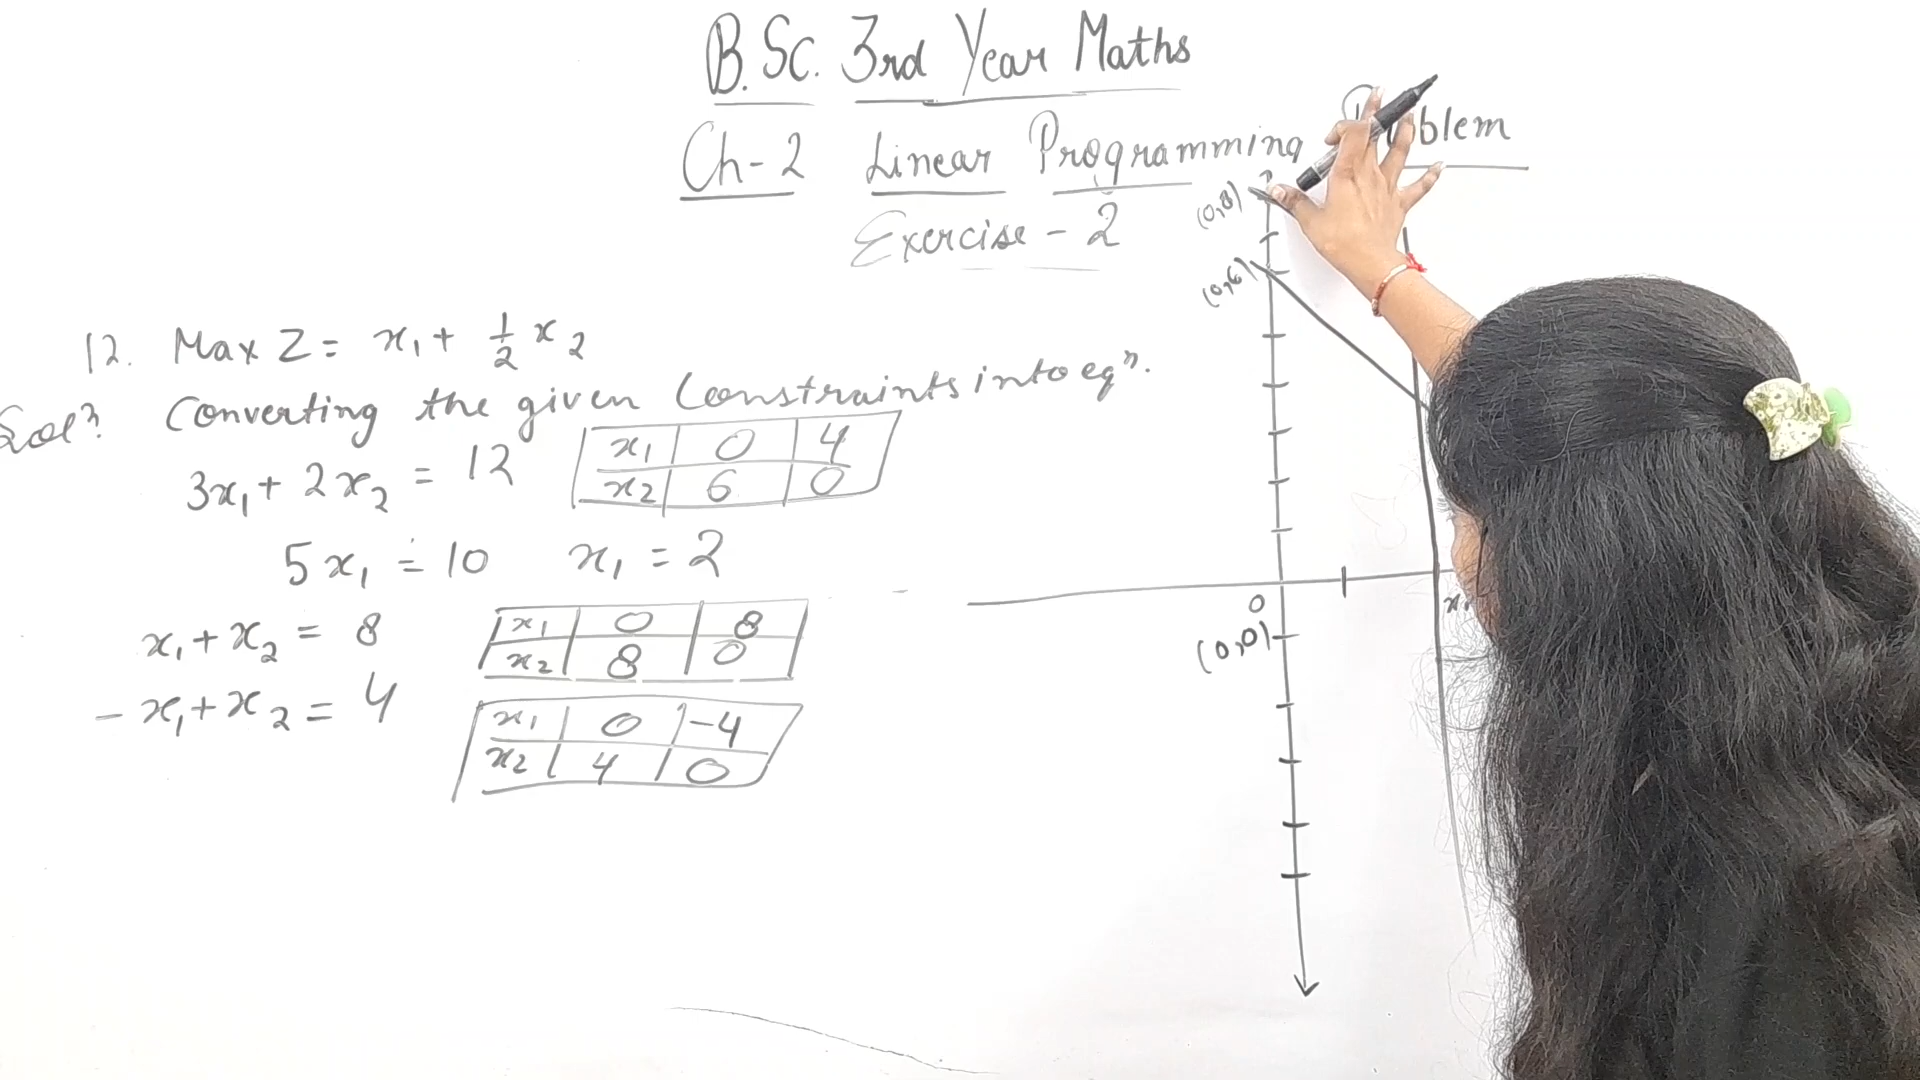 B.Sc. 3rd Year Maths
Ch-2 Linear Programming Problem
Exercise - 2
12. Max Z = x₁ + 1/2 x₂
Solⁿ. Converting the given Constraints into eqⁿ.
3x₁ + 2x₂ = 12
x₁ 0 4
x₂ 6 0
5x₁ = 10 x₁ = 2
x₁ + x₂ = 8
x₁ 0 8
x₂ 8 0
- x₁ + x₂ = 4
x₁ 0 -4
x₂ 4 0
(0,8)
(0,6)
0
(0,0)